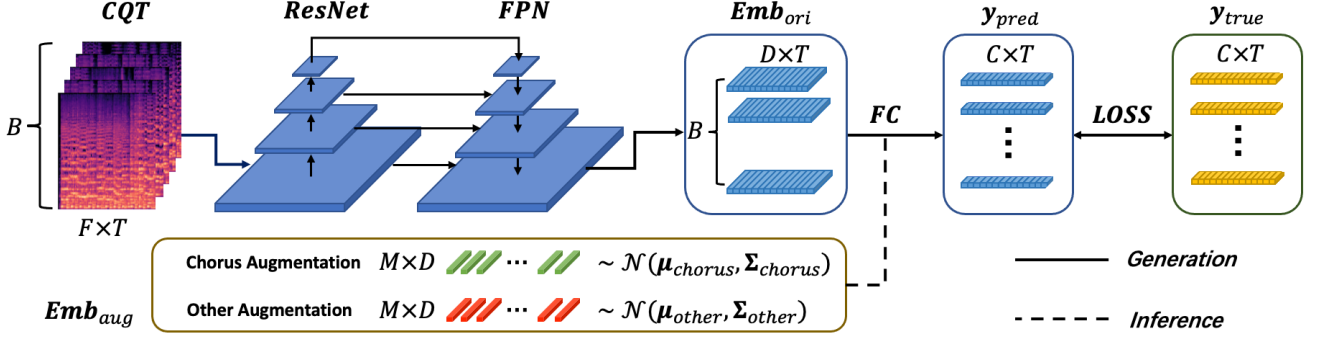 CQT
ResNet
FPN
Emb_ori
y_pred
y_true
B
F×T
D×T
B
FC
C×T
LOSS
C×T
Chorus Augmentation M×D ⋯ ~ 𝒩(μ_chorus, Σ_chorus)
Other Augmentation M×D ⋯ ~ 𝒩(μ_other, Σ_other)
Emb_aug
Generation
Inference